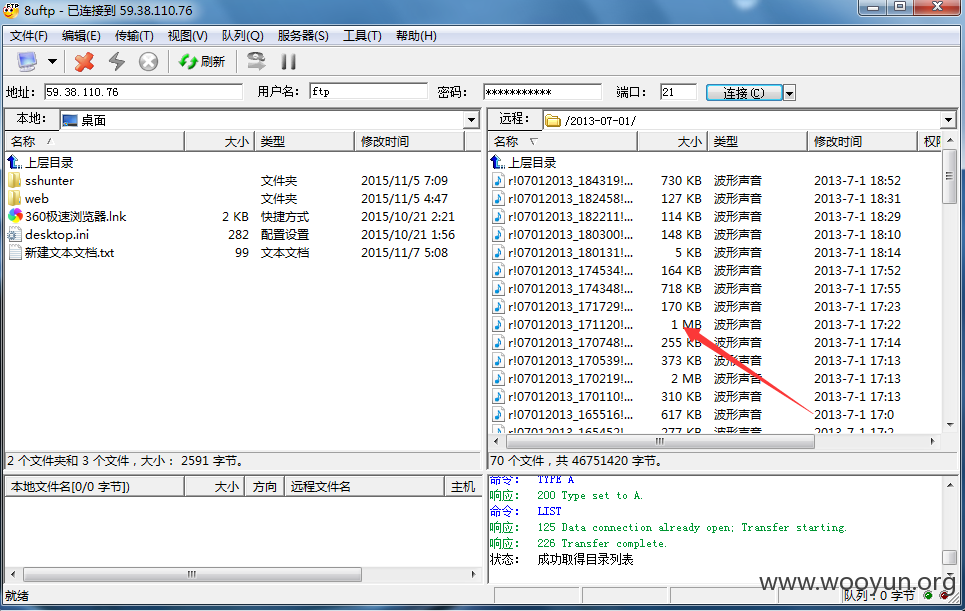 8uftp - 已连接到 59.38.110.76
文件(F) 编辑(E) 传输(T) 视图(V) 队列(Q) 服务器(S) 工具(T) 帮助(H)
刷新
地址: 59.38.110.76 用户名: ftp 密码: *********** 端口: 21 连接(C)
本地: 桌面
名称 大小 类型 修改时间
上层目录
sshunter 文件夹 2015/11/5 7:09
web 文件夹 2015/11/5 4:47
360极速浏览器.lnk 2 KB 快捷方式 2015/10/21 2:21
desktop.ini 282 配置设置 2015/10/21 1:56
新建文本文档.txt 99 文本文档 2015/11/7 5:08
2 个文件夹和 3 个文件，大小： 2591 字节。
远程: /2013-07-01/
名称 大小 类型 修改时间 权限
上层目录
r!07012013_184319!... 730 KB 波形声音 2013-7-1 18:52
r!07012013_182458!... 127 KB 波形声音 2013-7-1 18:31
r!07012013_182211!... 114 KB 波形声音 2013-7-1 18:29
r!07012013_180300!... 148 KB 波形声音 2013-7-1 18:10
r!07012013_180131!... 5 KB 波形声音 2013-7-1 18:14
r!07012013_174534!... 164 KB 波形声音 2013-7-1 17:52
r!07012013_174348!... 718 KB 波形声音 2013-7-1 17:55
r!07012013_171729!... 170 KB 波形声音 2013-7-1 17:23
r!07012013_171120!... 1 MB 波形声音 2013-7-1 17:22
r!07012013_170748!... 255 KB 波形声音 2013-7-1 17:14
r!07012013_170539!... 373 KB 波形声音 2013-7-1 17:13
r!07012013_170219!... 2 MB 波形声音 2013-7-1 17:13
r!07012013_170110!... 310 KB 波形声音 2013-7-1 17:13
r!07012013_165516!... 617 KB 波形声音 2013-7-1 17:0
r!07012013_165452!... 277 KB 波形声音 2013-7-1 17:2
70 个文件，共 46751420 字节。
本地文件名[0/0 字节]) 大小 方向 远程文件名 主机
命令: TYPE A
响应: 200 Type set to A.
命令: LIST
响应: 125 Data connection already open; Transfer starting.
响应: 226 Transfer complete.
状态: 成功取得目录列表
www.wooyun.org
就绪 队列：0 字节